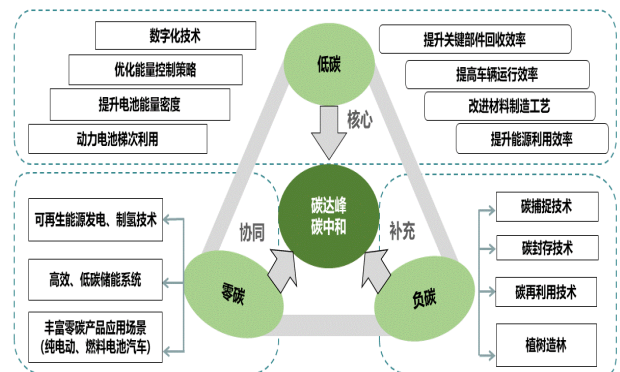 数字化技术
优化能量控制策略
提升电池能量密度
动力电池梯次利用
低碳
核心
提升关键部件回收效率
提高车辆运行效率
改进材料制造工艺
提升能源利用效率
碳达峰
碳中和
协同
补充
可再生能源发电、制氢技术
高效、低碳储能系统
丰富零碳产品应用场景
(纯电动、燃料电池汽车)
零碳
负碳
碳捕捉技术
碳封存技术
碳再利用技术
植树造林